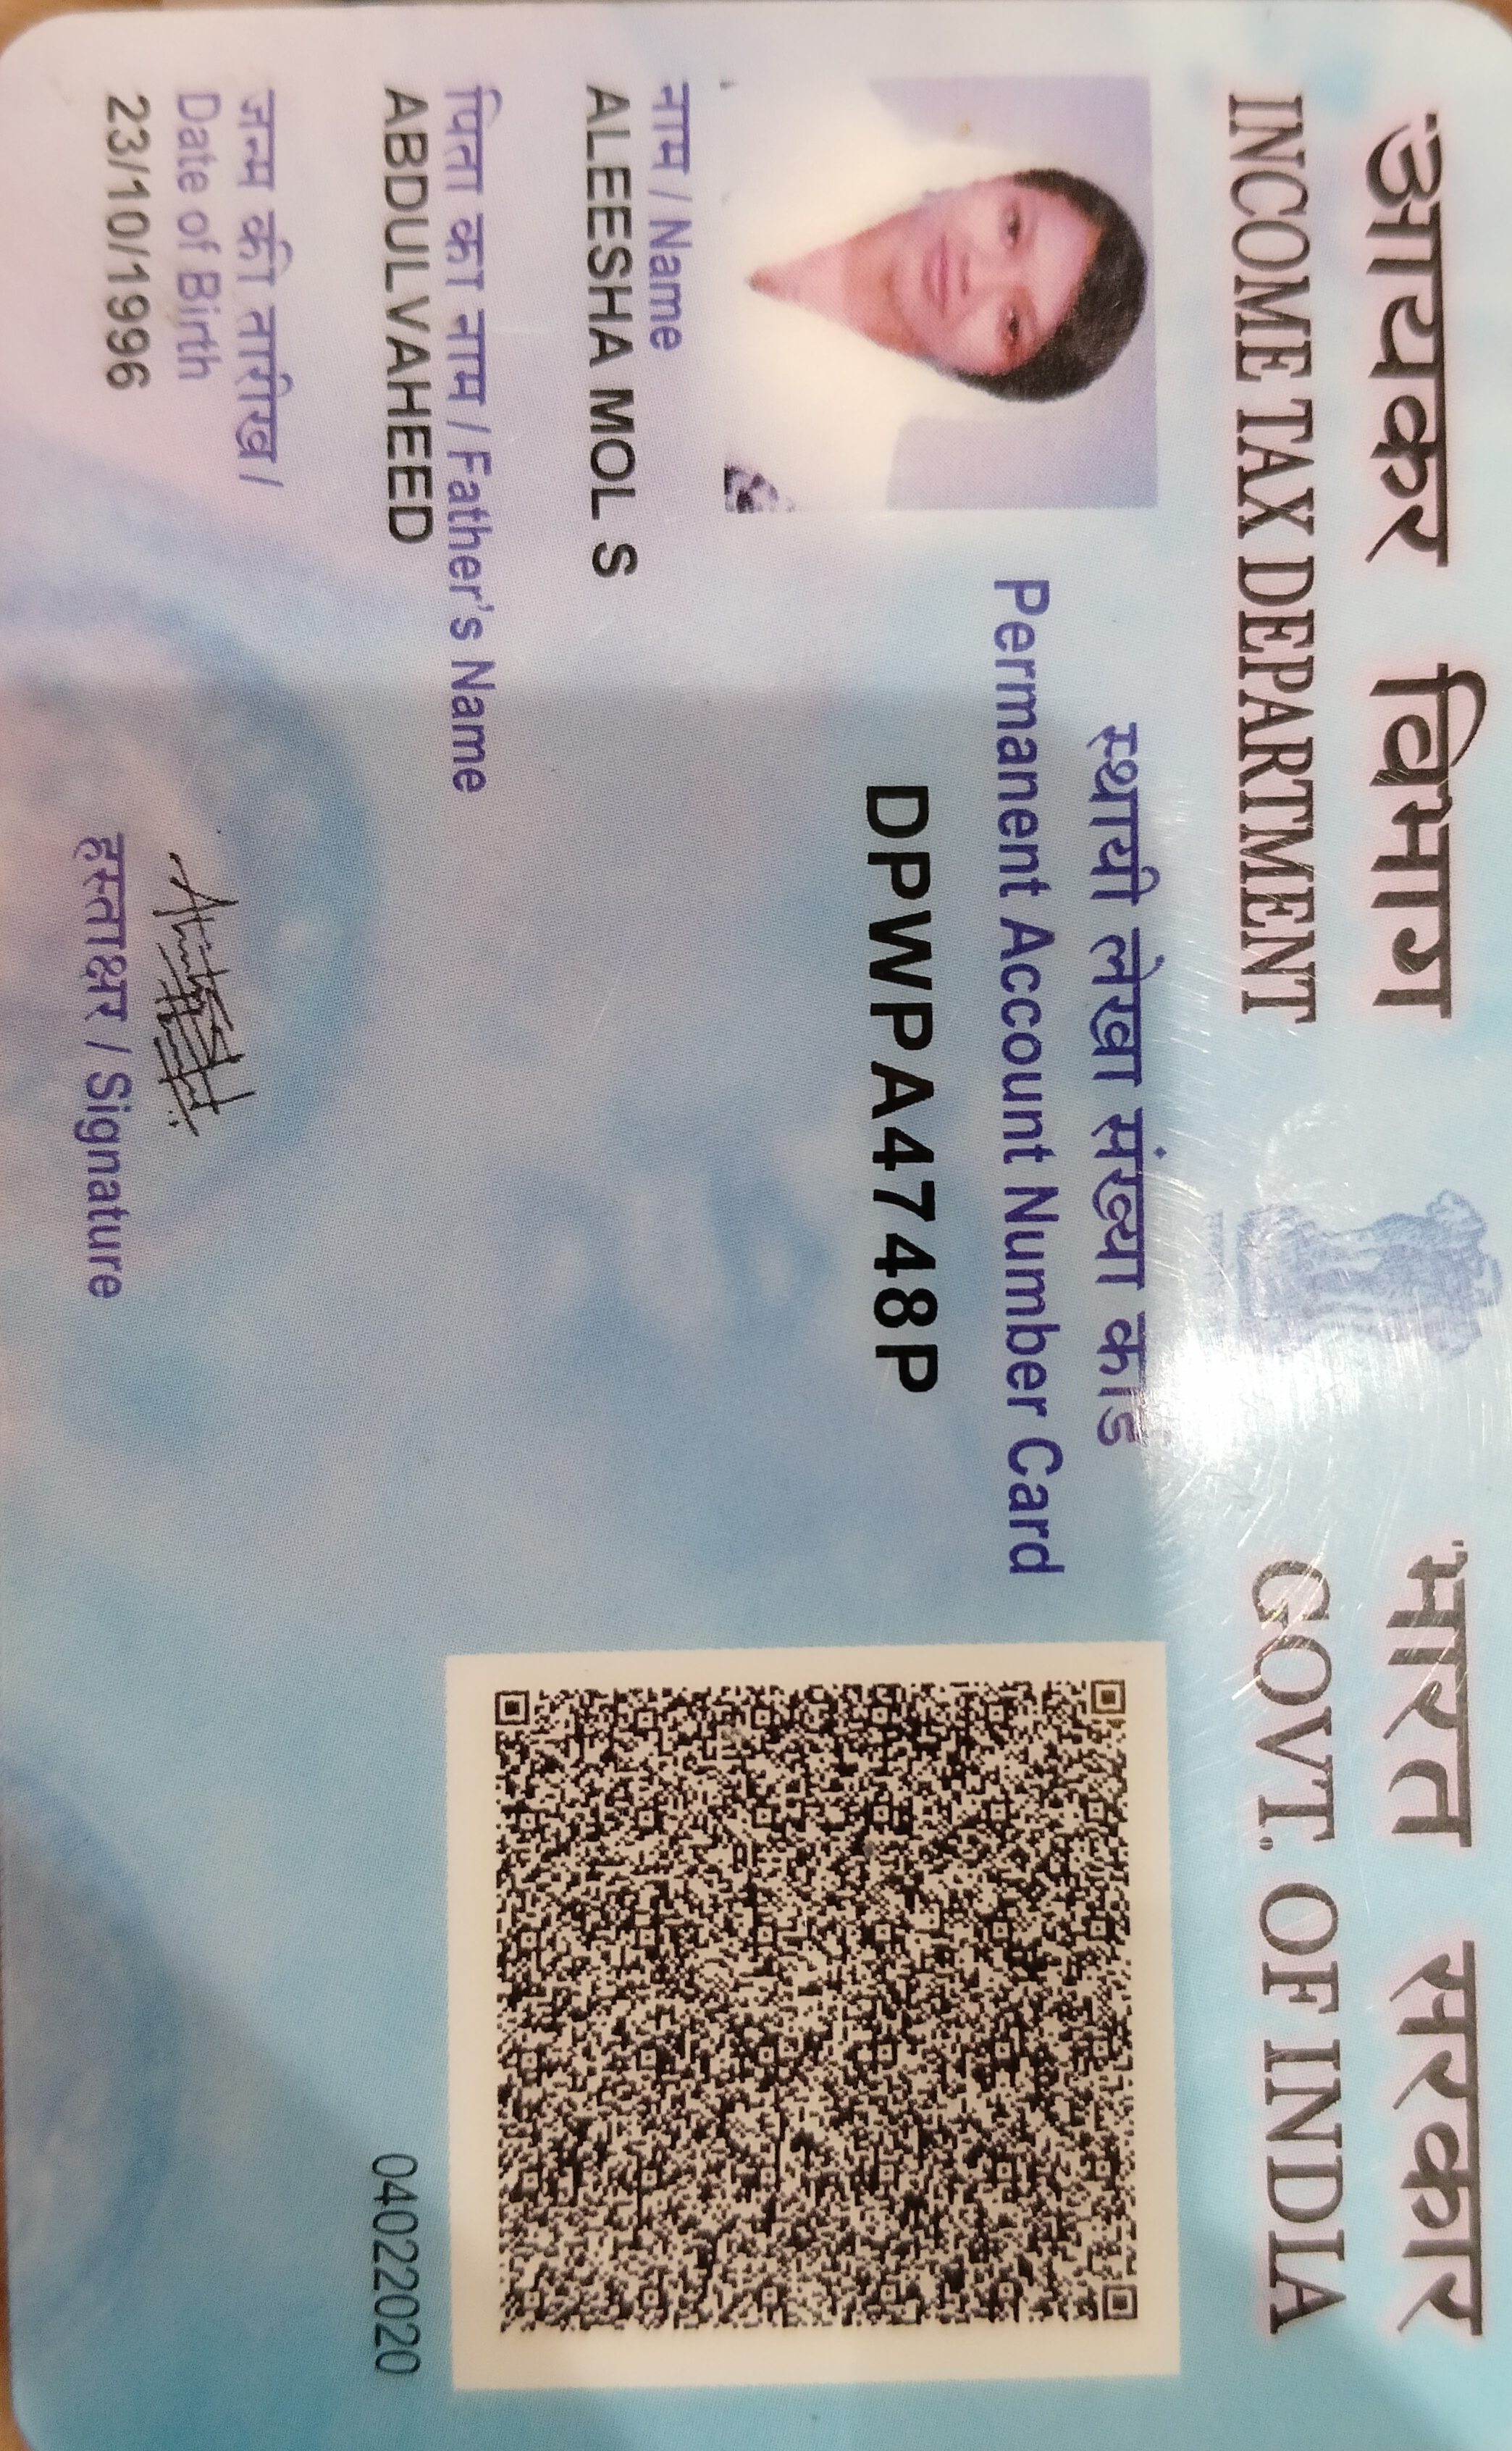 आयकर विभाग
INCOME TAX DEPARTMENT
भारत सरकार
GOVT. OF INDIA
स्थायी लेखा संख्या कार्ड
Permanent Account Number Card
DPWPA4748P
नाम / Name
ALEESHA MOL S
पिता का नाम / Father's Name
ABDULVAHEED
जन्म की तारीख /
Date of Birth
23/10/1996
हस्ताक्षर / Signature
04022020